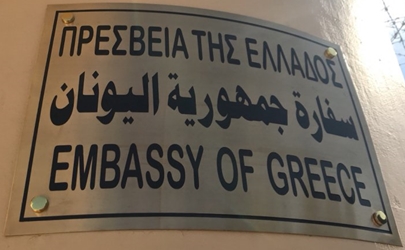 ΠΡΕΣΒΕΙΑ ΤΗΣ ΕΛΛΑΔΟΣ
سفارة جمهورية اليونان
EMBASSY OF GREECE